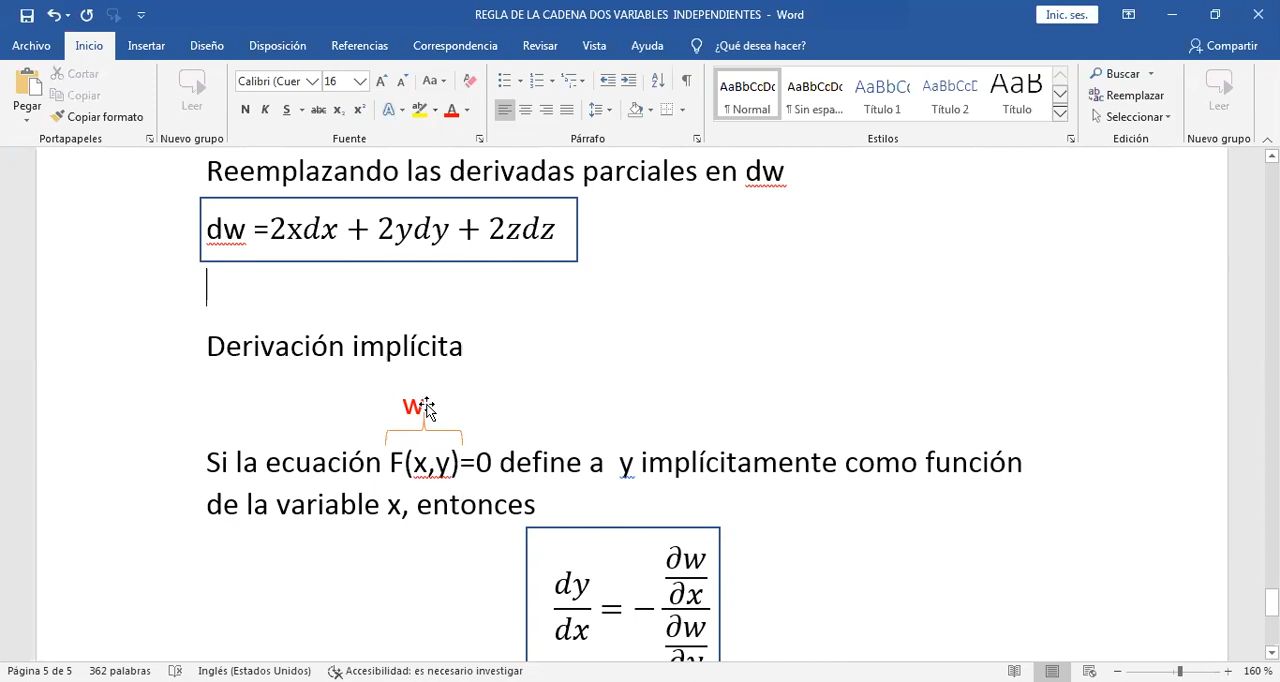 REGLA DE LA CADENA DOS VARIABLES INDEPENDIENTES - Word
Inic. ses.
Archivo Inicio Insertar Diseño Disposición Referencias Correspondencia Revisar Vista Ayuda ¿Qué desea hacer? Compartir
Pegar
Cortar
Copiar
Copiar formato
Portapapeles
Leer
Nuevo grupo
Calibri (Cuer 16
Aa
N K S abc x₂ x²
Fuente
Párrafo
AaBbCcDc AaBbCcDc AaBbCc AaBbCcD AaB
¶ Normal ¶ Sin espa... Título 1 Título 2 Título
Estilos
Buscar
Reemplazar
Seleccionar
Edición
Leer
Nuevo grupo
Reemplazando las derivadas parciales en dw
dw =2xdx + 2ydy + 2zdz
Derivación implícita
w
Si la ecuación F(x,y)=0 define a y implícitamente como función
de la variable x, entonces
dy/dx = − (∂w/∂x)/(∂w/∂y)
Página 5 de 5 362 palabras Inglés (Estados Unidos) Accesibilidad: es necesario investigar 160 %